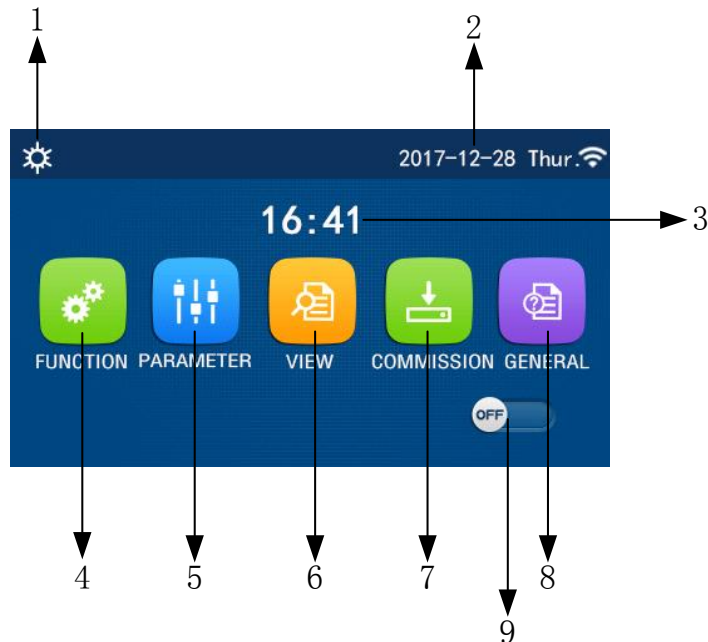 1 2
2017-12-28 Thur.
16:41 3
FUNCTION PARAMETER VIEW COMMISSION GENERAL
OFF
4 5 6 7 8
9